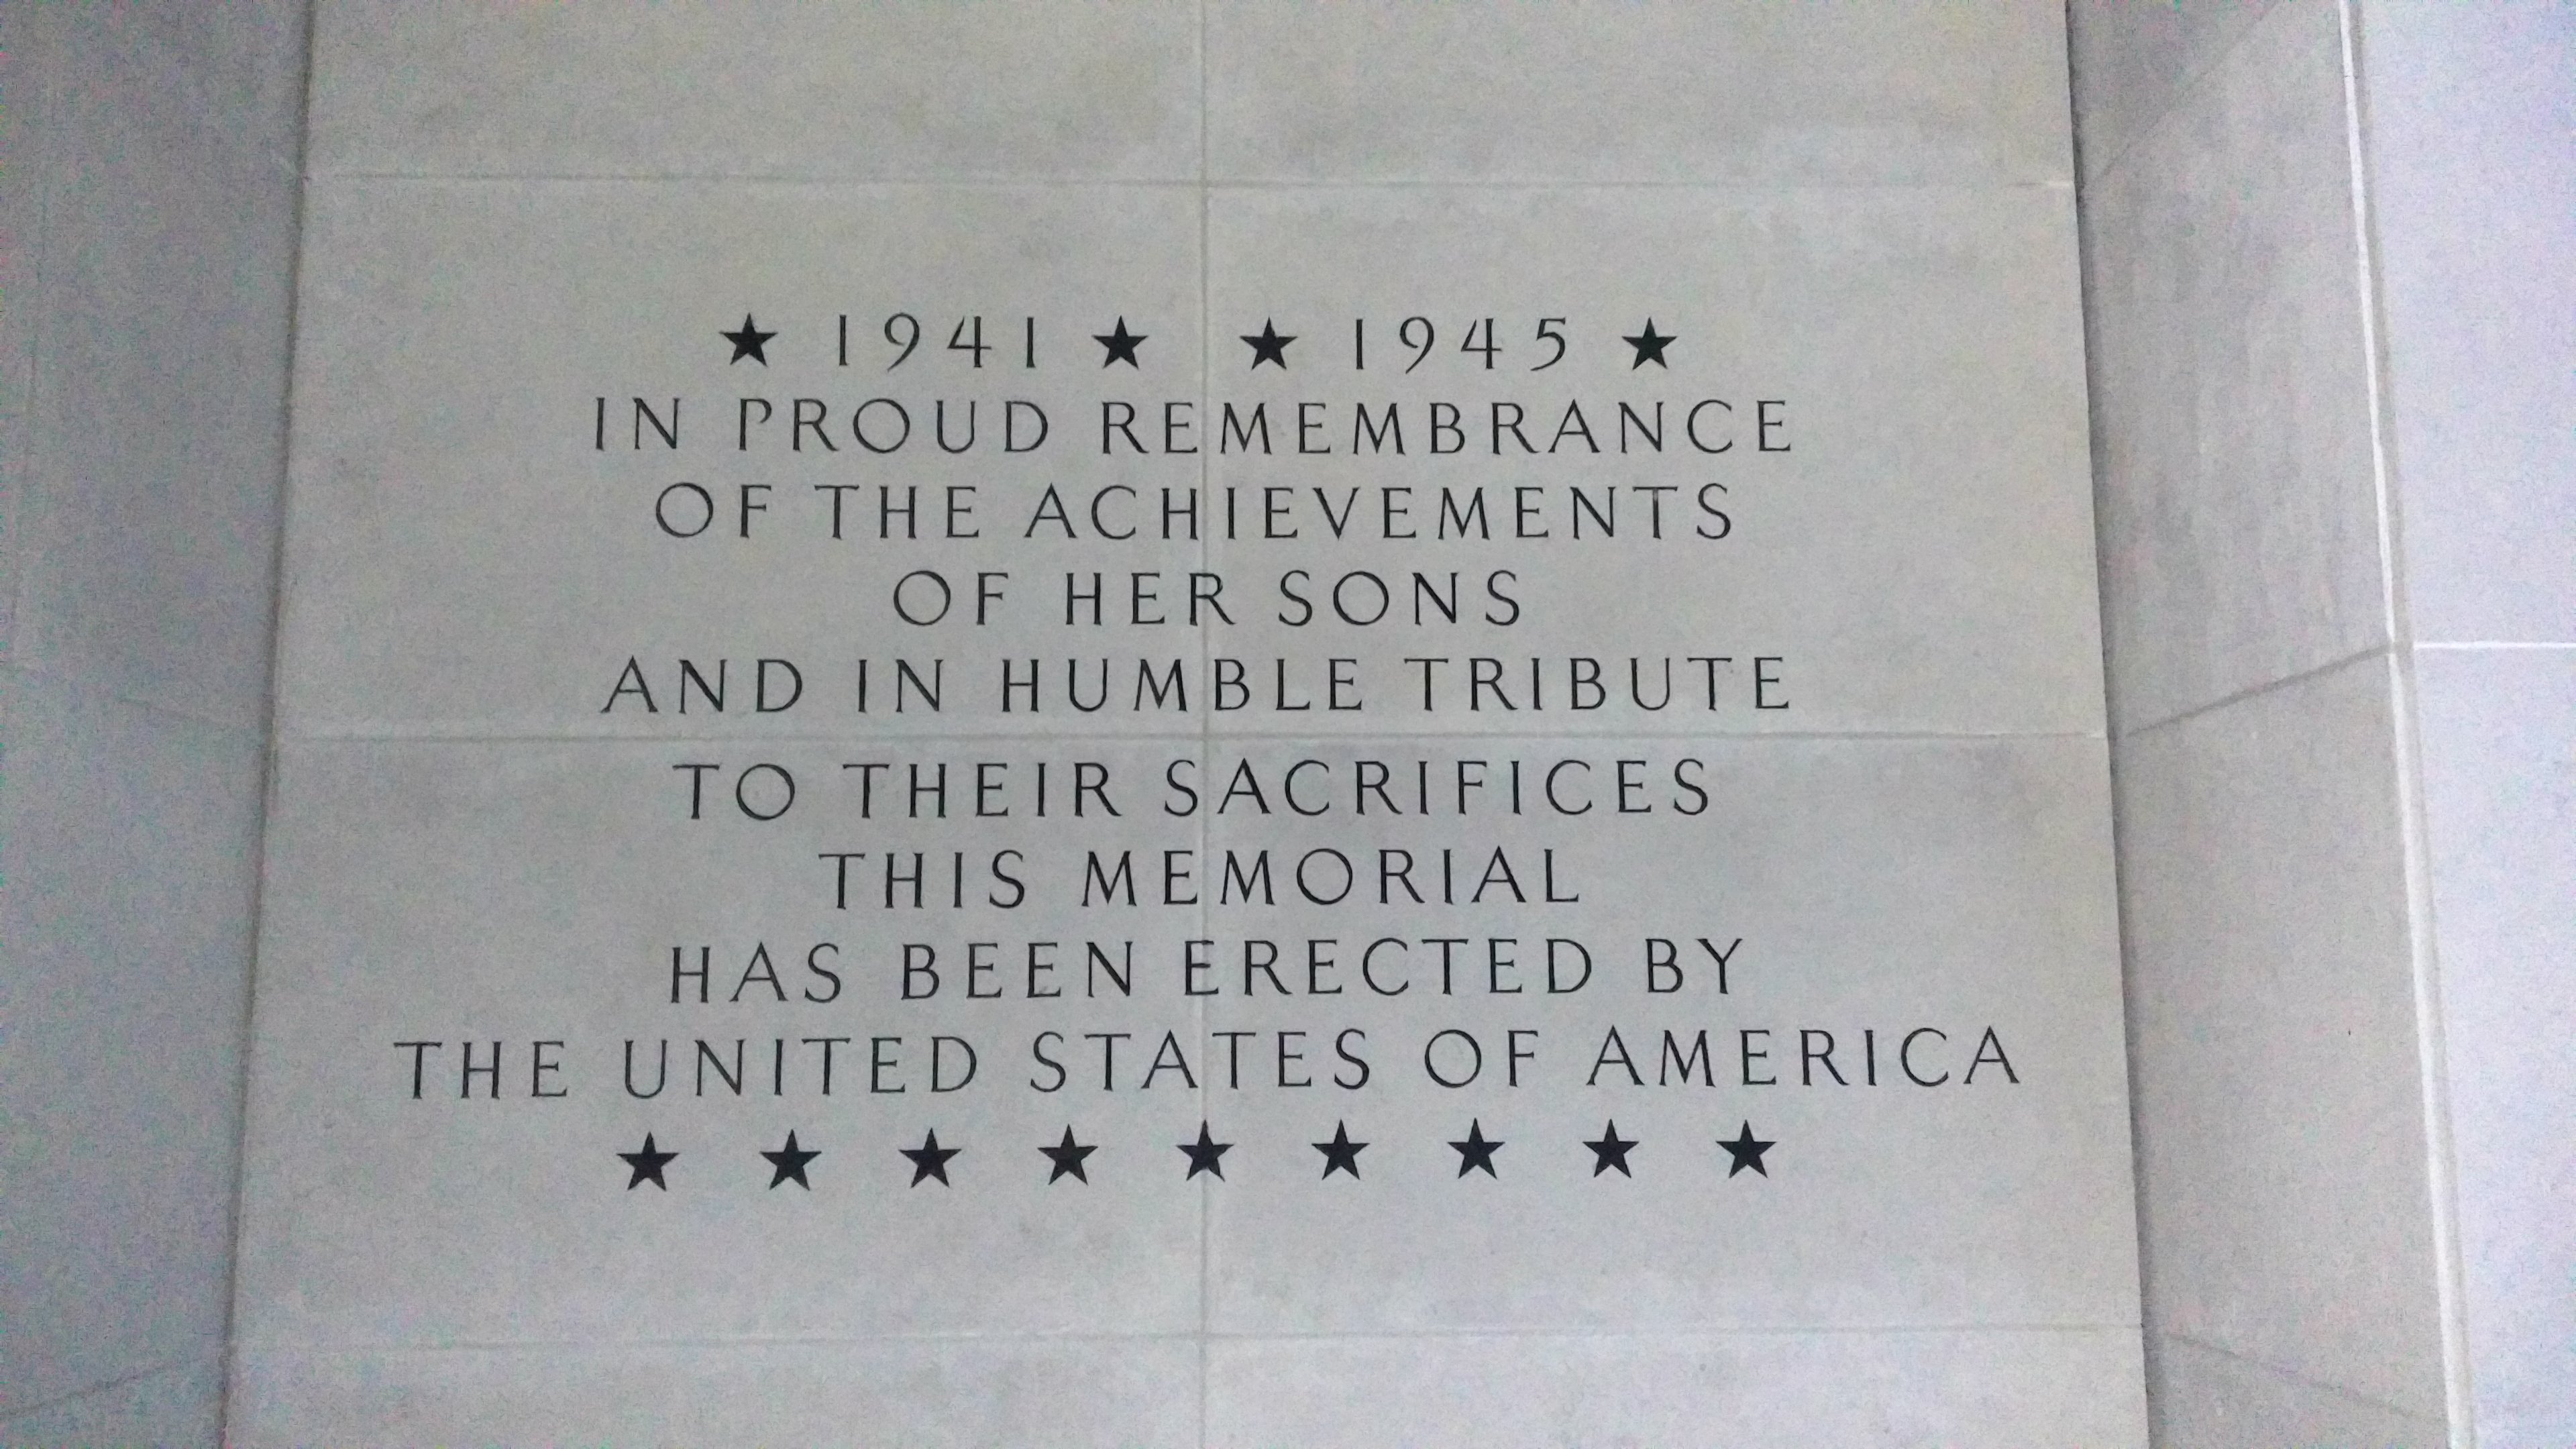 ★ 1941 ★ ★ 1945 ★
IN PROUD REMEMBRANCE
OF THE ACHIEVEMENTS
OF HER SONS
AND IN HUMBLE TRIBUTE
TO THEIR SACRIFICES
THIS MEMORIAL
HAS BEEN ERECTED BY
THE UNITED STATES OF AMERICA
★ ★ ★ ★ ★ ★ ★ ★ ★